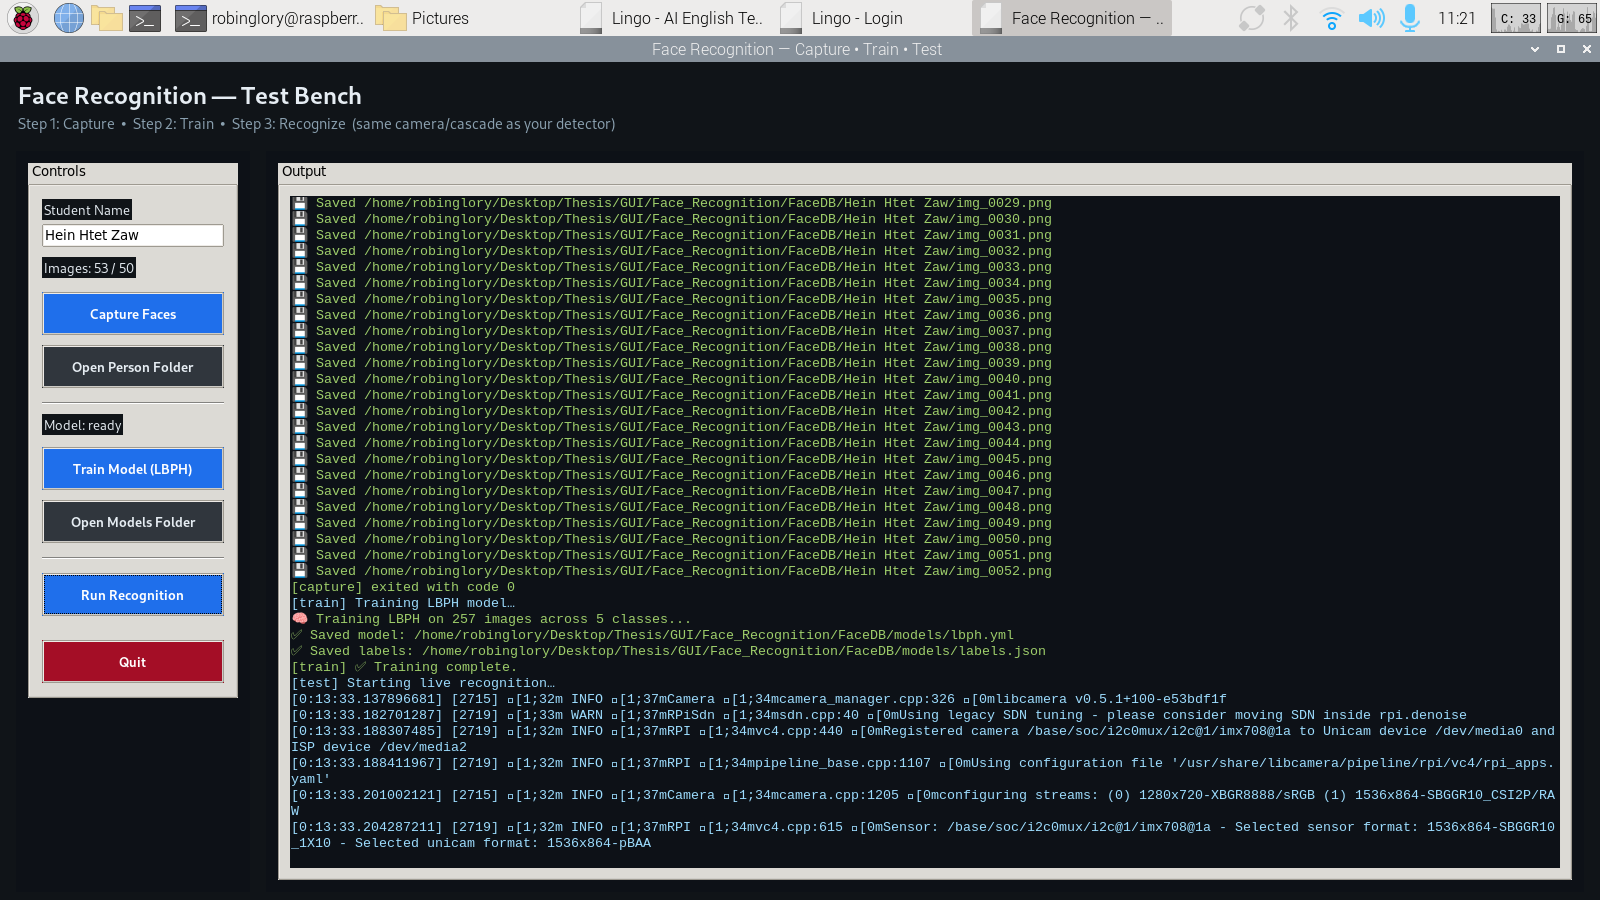 robinglory@raspberr..
Pictures
Lingo - AI English Te..
Lingo - Login
Face Recognition — ..
11:21
C: 33
G: 65
Face Recognition — Capture • Train • Test
Face Recognition — Test Bench
Step 1: Capture • Step 2: Train • Step 3: Recognize (same camera/cascade as your detector)
Controls
Student Name
Hein Htet Zaw
Images: 53 / 50
Capture Faces
Open Person Folder
Model: ready
Train Model (LBPH)
Open Models Folder
Run Recognition
Quit
Output
Saved /home/robinglory/Desktop/Thesis/GUI/Face_Recognition/FaceDB/Hein Htet Zaw/img_0029.png
Saved /home/robinglory/Desktop/Thesis/GUI/Face_Recognition/FaceDB/Hein Htet Zaw/img_0030.png
Saved /home/robinglory/Desktop/Thesis/GUI/Face_Recognition/FaceDB/Hein Htet Zaw/img_0031.png
Saved /home/robinglory/Desktop/Thesis/GUI/Face_Recognition/FaceDB/Hein Htet Zaw/img_0032.png
Saved /home/robinglory/Desktop/Thesis/GUI/Face_Recognition/FaceDB/Hein Htet Zaw/img_0033.png
Saved /home/robinglory/Desktop/Thesis/GUI/Face_Recognition/FaceDB/Hein Htet Zaw/img_0034.png
Saved /home/robinglory/Desktop/Thesis/GUI/Face_Recognition/FaceDB/Hein Htet Zaw/img_0035.png
Saved /home/robinglory/Desktop/Thesis/GUI/Face_Recognition/FaceDB/Hein Htet Zaw/img_0036.png
Saved /home/robinglory/Desktop/Thesis/GUI/Face_Recognition/FaceDB/Hein Htet Zaw/img_0037.png
Saved /home/robinglory/Desktop/Thesis/GUI/Face_Recognition/FaceDB/Hein Htet Zaw/img_0038.png
Saved /home/robinglory/Desktop/Thesis/GUI/Face_Recognition/FaceDB/Hein Htet Zaw/img_0039.png
Saved /home/robinglory/Desktop/Thesis/GUI/Face_Recognition/FaceDB/Hein Htet Zaw/img_0040.png
Saved /home/robinglory/Desktop/Thesis/GUI/Face_Recognition/FaceDB/Hein Htet Zaw/img_0041.png
Saved /home/robinglory/Desktop/Thesis/GUI/Face_Recognition/FaceDB/Hein Htet Zaw/img_0042.png
Saved /home/robinglory/Desktop/Thesis/GUI/Face_Recognition/FaceDB/Hein Htet Zaw/img_0043.png
Saved /home/robinglory/Desktop/Thesis/GUI/Face_Recognition/FaceDB/Hein Htet Zaw/img_0044.png
Saved /home/robinglory/Desktop/Thesis/GUI/Face_Recognition/FaceDB/Hein Htet Zaw/img_0045.png
Saved /home/robinglory/Desktop/Thesis/GUI/Face_Recognition/FaceDB/Hein Htet Zaw/img_0046.png
Saved /home/robinglory/Desktop/Thesis/GUI/Face_Recognition/FaceDB/Hein Htet Zaw/img_0047.png
Saved /home/robinglory/Desktop/Thesis/GUI/Face_Recognition/FaceDB/Hein Htet Zaw/img_0048.png
Saved /home/robinglory/Desktop/Thesis/GUI/Face_Recognition/FaceDB/Hein Htet Zaw/img_0049.png
Saved /home/robinglory/Desktop/Thesis/GUI/Face_Recognition/FaceDB/Hein Htet Zaw/img_0050.png
Saved /home/robinglory/Desktop/Thesis/GUI/Face_Recognition/FaceDB/Hein Htet Zaw/img_0051.png
Saved /home/robinglory/Desktop/Thesis/GUI/Face_Recognition/FaceDB/Hein Htet Zaw/img_0052.png
[capture] exited with code 0
[train] Training LBPH model…
🧠 Training LBPH on 257 images across 5 classes...
✅ Saved model: /home/robinglory/Desktop/Thesis/GUI/Face_Recognition/FaceDB/models/lbph.yml
✅ Saved labels: /home/robinglory/Desktop/Thesis/GUI/Face_Recognition/FaceDB/models/labels.json
[train] ✅ Training complete.
[test] Starting live recognition…
[0:13:33.137896681] [2715] [1;32m INFO [1;37mCamera [1;34mcamera_manager.cpp:326 [0mlibcamera v0.5.1+100-e53bdf1f
[0:13:33.182701287] [2719] [1;33m WARN [1;37mRPiSdn [1;34msdn.cpp:40 [0mUsing legacy SDN tuning - please consider moving SDN inside rpi.denoise
[0:13:33.188307485] [2719] [1;32m INFO [1;37mRPI [1;34mvc4.cpp:440 [0mRegistered camera /base/soc/i2c0mux/i2c@1/imx708@1a to Unicam device /dev/media0 and
ISP device /dev/media2
[0:13:33.188411967] [2719] [1;32m INFO [1;37mRPI [1;34mpipeline_base.cpp:1107 [0mUsing configuration file '/usr/share/libcamera/pipeline/rpi/vc4/rpi_apps.
yaml'
[0:13:33.201002121] [2715] [1;32m INFO [1;37mCamera [1;34mcamera.cpp:1205 [0mconfiguring streams: (0) 1280x720-XBGR8888/sRGB (1) 1536x864-SBGGR10_CSI2P/RA
W
[0:13:33.204287211] [2719] [1;32m INFO [1;37mRPI [1;34mvc4.cpp:615 [0mSensor: /base/soc/i2c0mux/i2c@1/imx708@1a - Selected sensor format: 1536x864-SBGGR10
_1X10 - Selected unicam format: 1536x864-pBAA